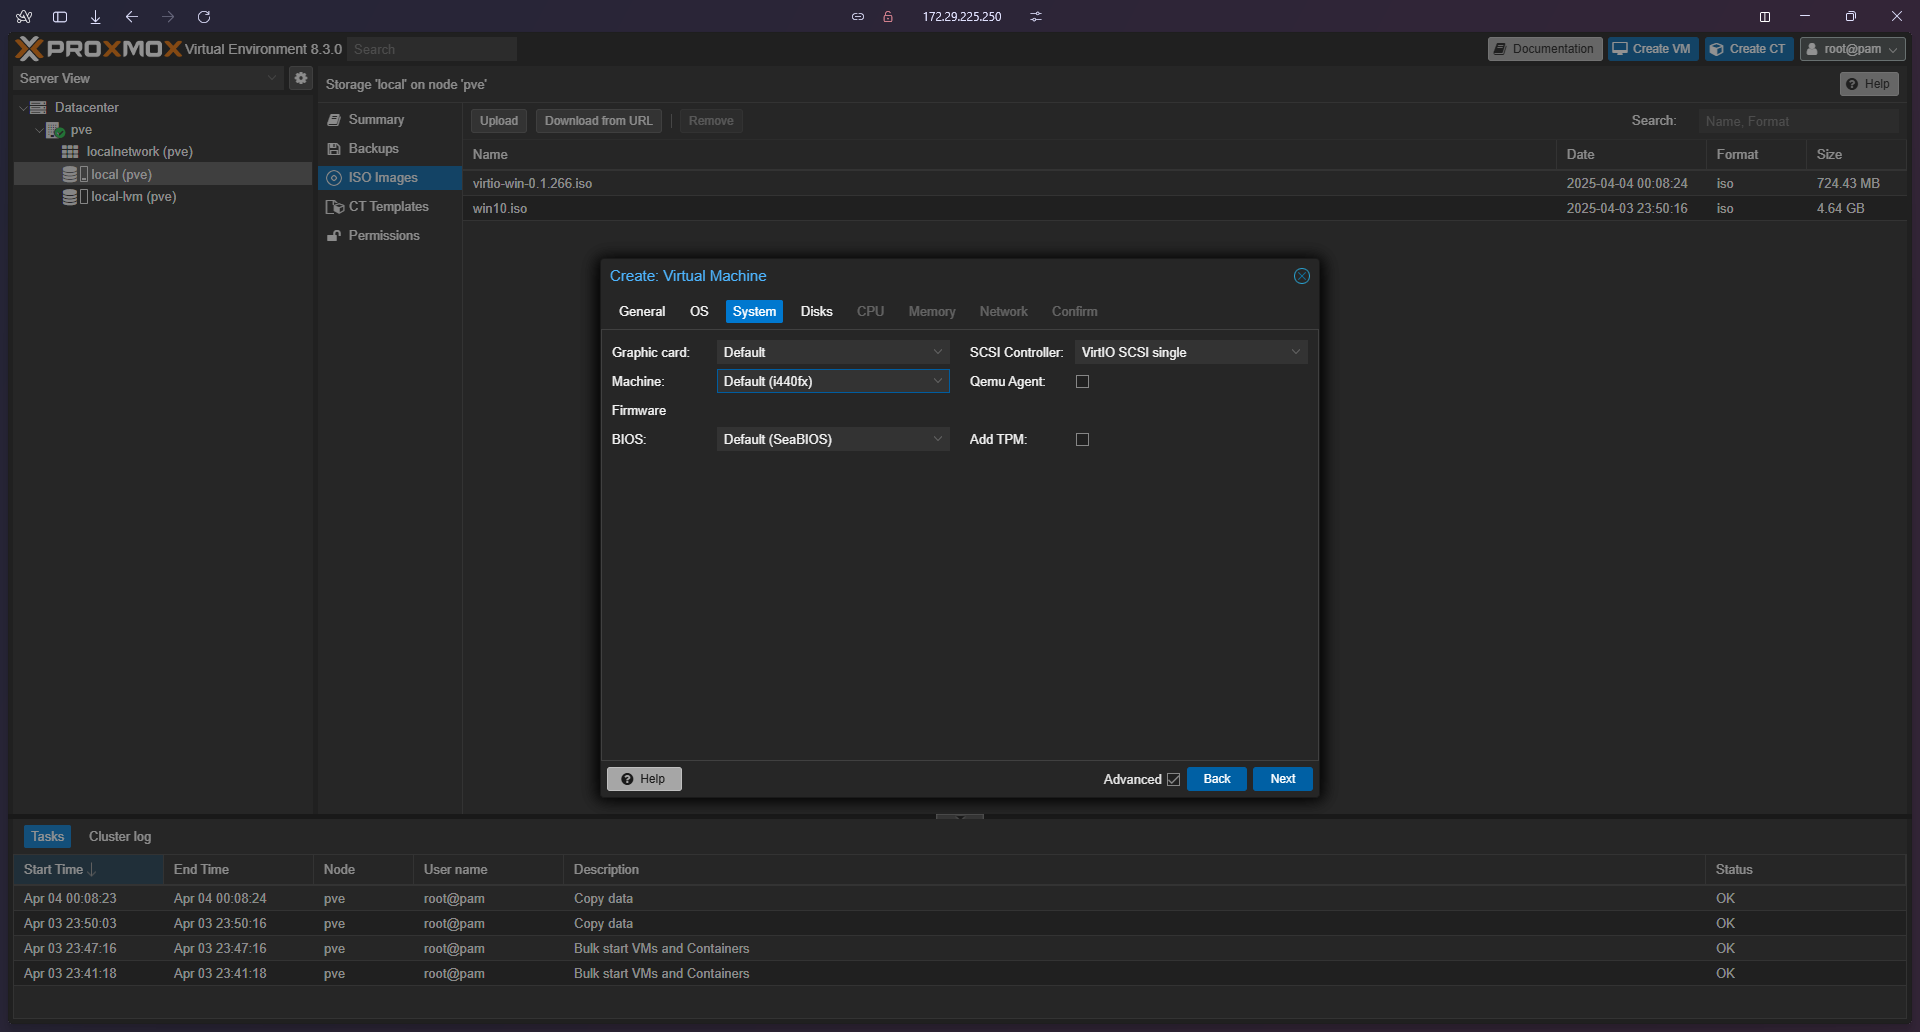 172.29.225.250
PROXMOX Virtual Environment 8.3.0 Search Documentation Create VM Create CT root@pam
Server View
Storage 'local' on node 'pve' Help
Datacenter
pve
localnetwork (pve)
local (pve)
local-lvm (pve)
Summary
Backups
ISO Images
CT Templates
Permissions
Upload Download from URL Remove Search: Name, Format
Name Date Format Size
virtio-win-0.1.266.iso 2025-04-04 00:08:24 iso 724.43 MB
win10.iso 2025-04-03 23:50:16 iso 4.64 GB
Create: Virtual Machine
General OS System Disks CPU Memory Network Confirm
Graphic card: Default SCSI Controller: VirtIO SCSI single
Machine: Default (i440fx) Qemu Agent:
Firmware
BIOS: Default (SeaBIOS) Add TPM:
Help Advanced Back Next
Tasks Cluster log
Start Time End Time Node User name Description Status
Apr 04 00:08:23 Apr 04 00:08:24 pve root@pam Copy data OK
Apr 03 23:50:03 Apr 03 23:50:16 pve root@pam Copy data OK
Apr 03 23:47:16 Apr 03 23:47:16 pve root@pam Bulk start VMs and Containers OK
Apr 03 23:41:18 Apr 03 23:41:18 pve root@pam Bulk start VMs and Containers OK